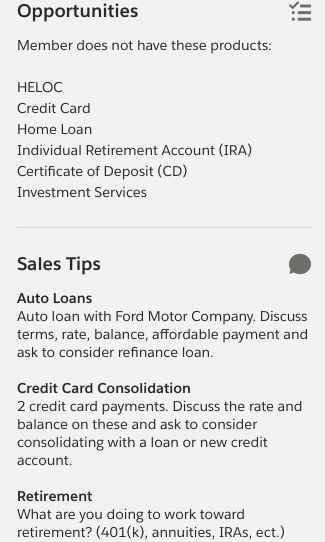 Opportunities
Member does not have these products:
HELOC
Credit Card
Home Loan
Individual Retirement Account (IRA)
Certificate of Deposit (CD)
Investment Services
Sales Tips
Auto Loans
Auto loan with Ford Motor Company. Discuss
terms, rate, balance, affordable payment and
ask to consider refinance loan.
Credit Card Consolidation
2 credit card payments. Discuss the rate and
balance on these and ask to consider
consolidating with a loan or new credit
account.
Retirement
What are you doing to work toward
retirement? (401(k), annuities, IRAs, ect.)